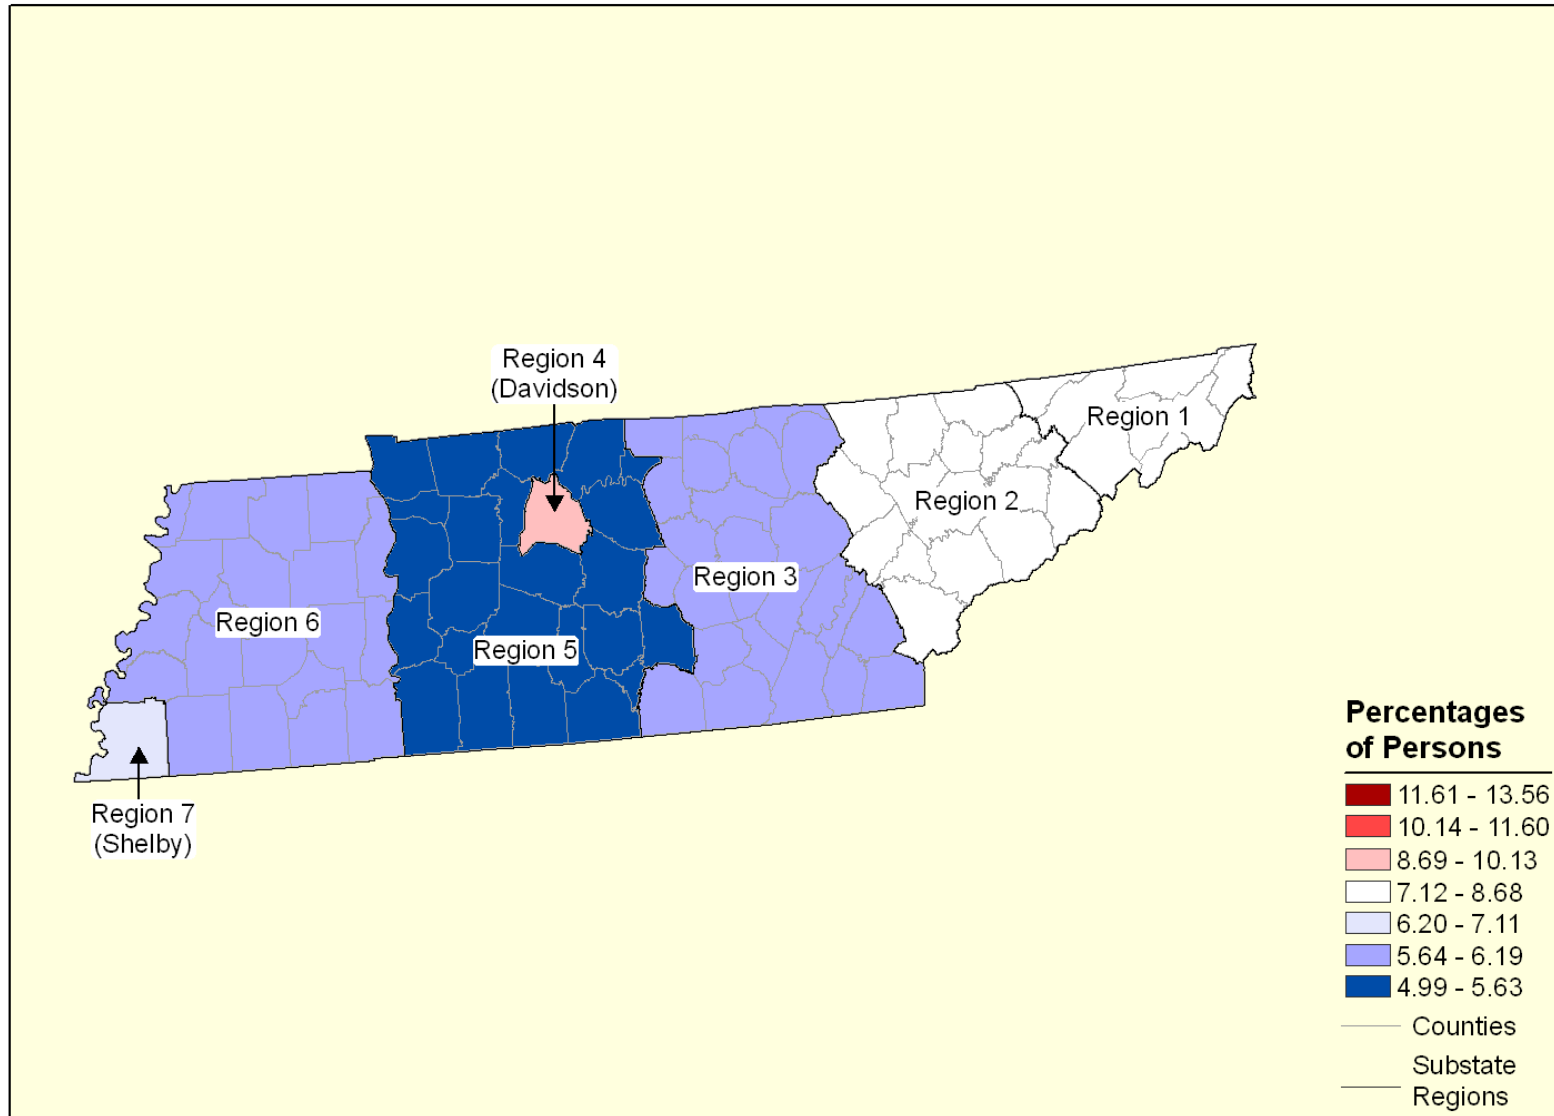 Region 4
(Davidson)
Region 1
Region 2
Region 3
Region 6
Region 5
Region 7
(Shelby)
Percentages
of Persons
11.61 - 13.56
10.14 - 11.60
8.69 - 10.13
7.12 - 8.68
6.20 - 7.11
5.64 - 6.19
4.99 - 5.63
Counties
Substate
Regions